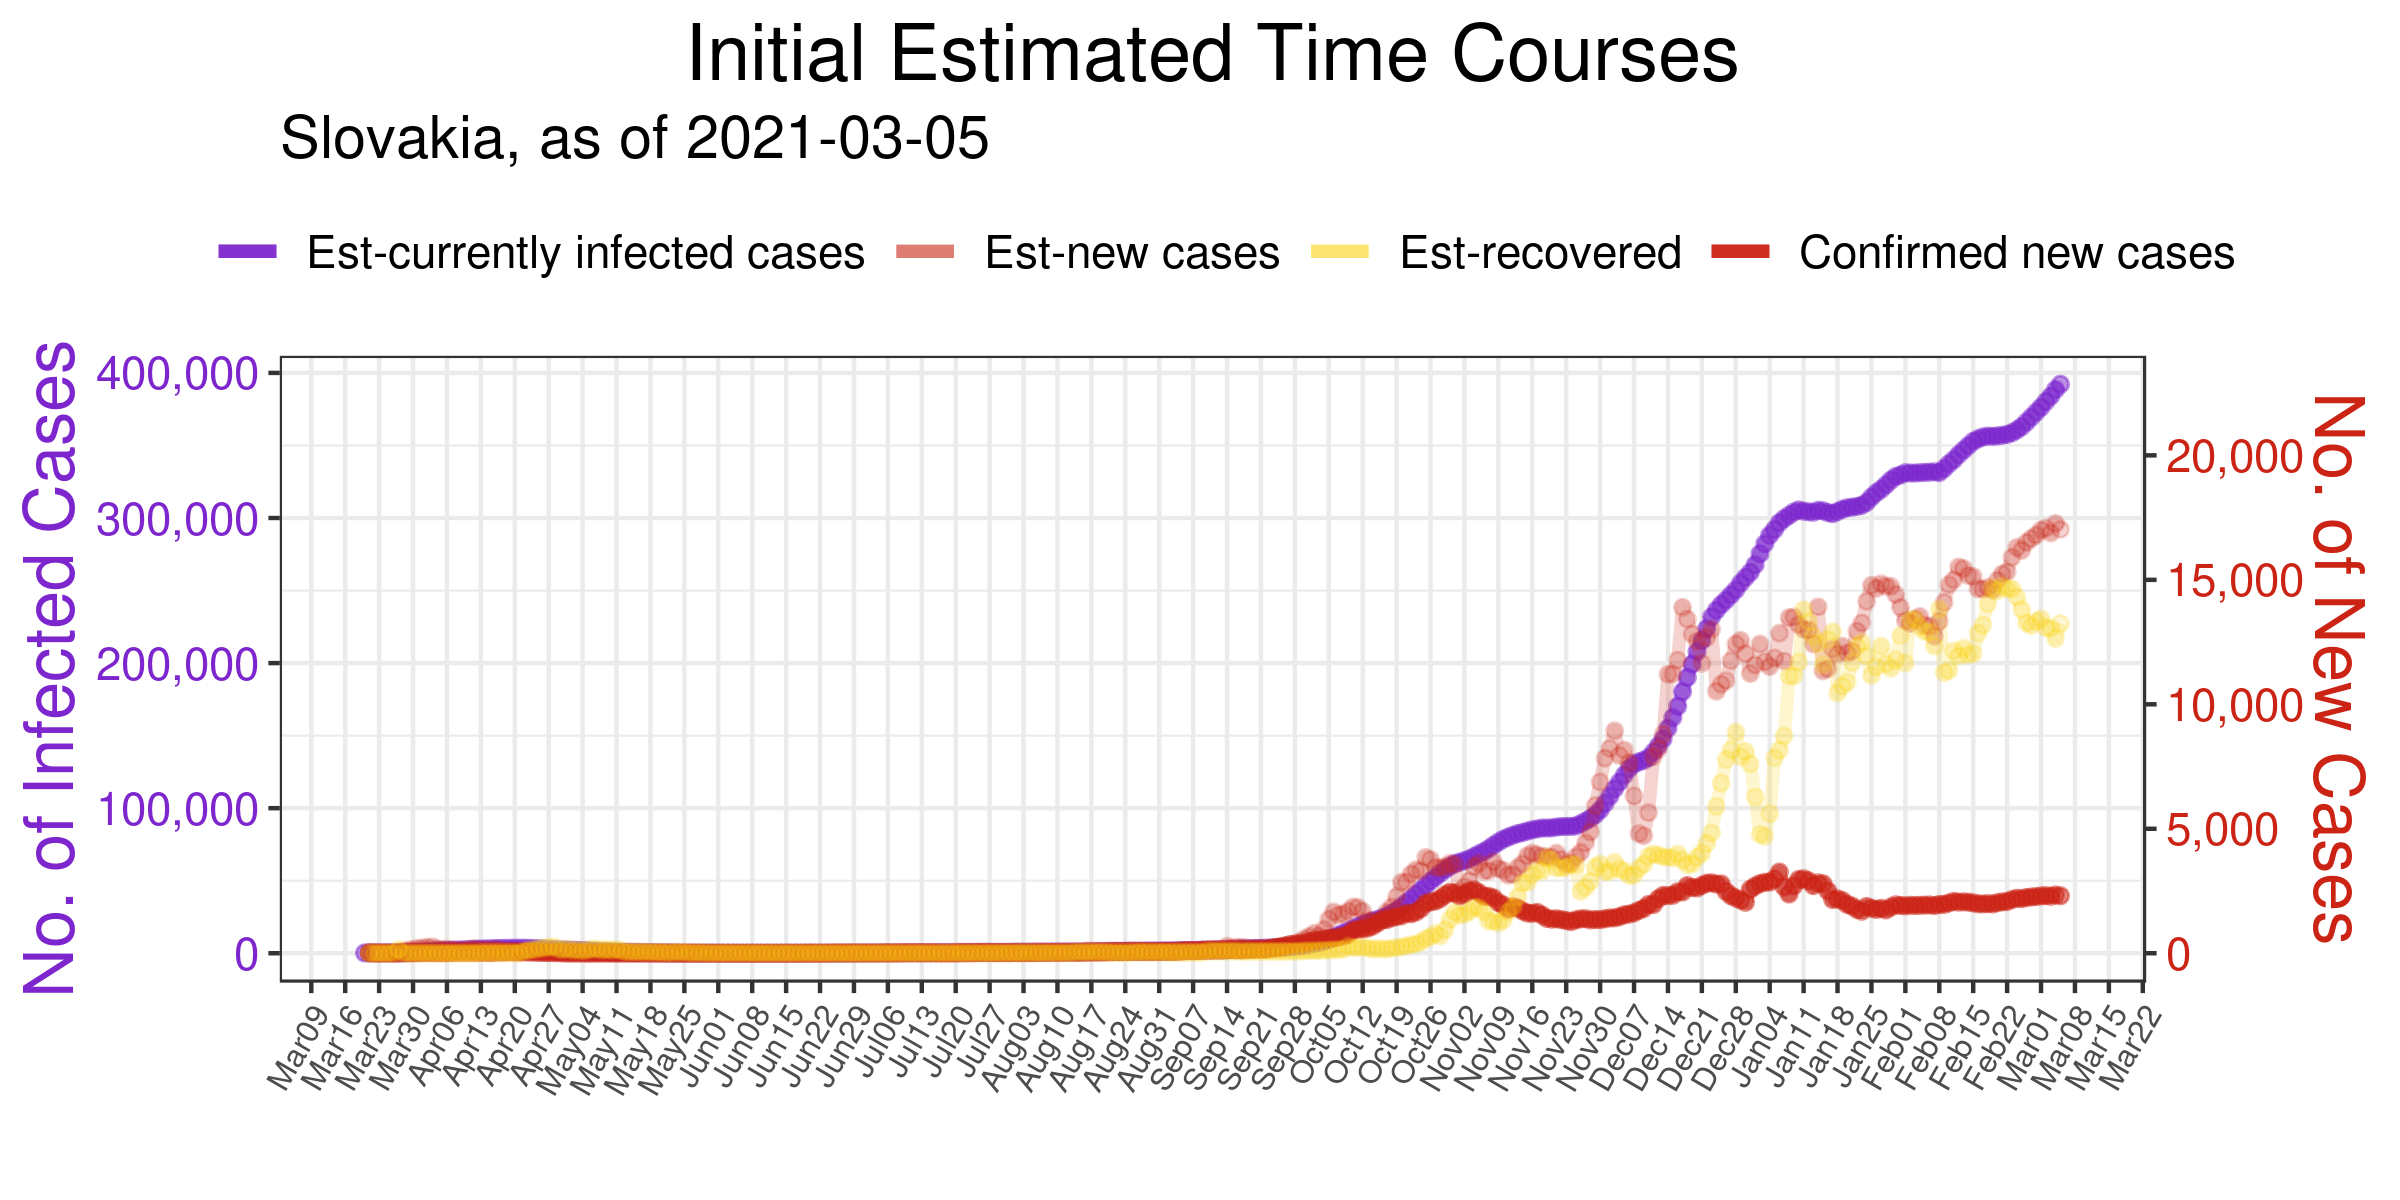 Initial Estimated Time Courses
Slovakia, as of 2021-03-05
Est-currently infected cases Est-new cases Est-recovered Confirmed new cases
No. of Infected Cases
400,000
300,000
200,000
100,000
0
20,000
15,000
10,000
5,000
0
No. of New Cases
Mar09 Mar16 Mar23 Mar30 Apr06 Apr13 Apr20 Apr27 May04 May11 May18 May25 Jun01 Jun08 Jun15 Jun22 Jun29 Jul06 Jul13 Jul20 Jul27 Aug03 Aug10 Aug17 Aug24 Aug31 Sep07 Sep14 Sep21 Sep28 Oct05 Oct12 Oct19 Oct26 Nov02 Nov09 Nov16 Nov23 Nov30 Dec07 Dec14 Dec21 Dec28 Dec04 Jan11 Jan18 Jan25 Jan25 Feb01 Feb08 Feb15 Feb22 Mar01 Mar08 Mar15 Mar22